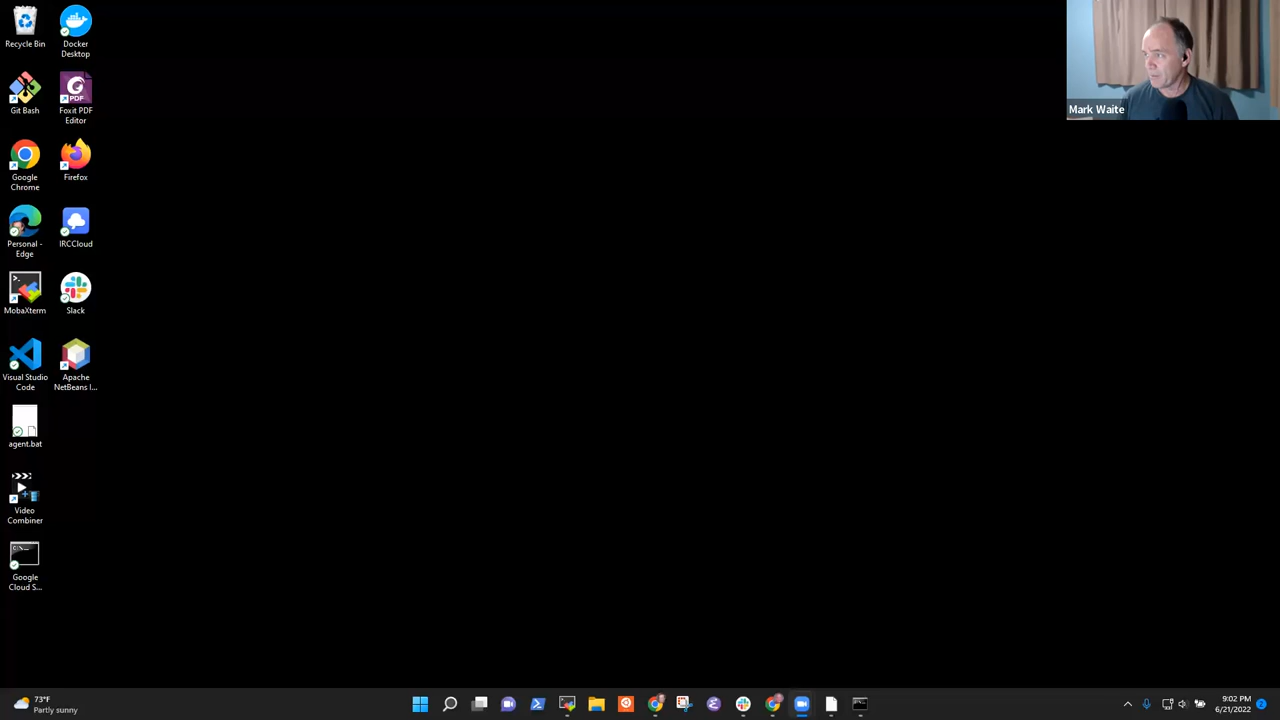 Recycle Bin
Docker
Desktop
Git Bash
PDF
Foxit PDF
Editor
Google
Chrome
Firefox
Personal -
Edge
IRCCloud
MobaXterm
Slack
Visual Studio
Code
Apache
NetBeans I...
agent.bat
Video
Combiner
Google
Cloud S...
Mark Waite
73°F
Partly sunny
9:02 PM
6/21/2022
2